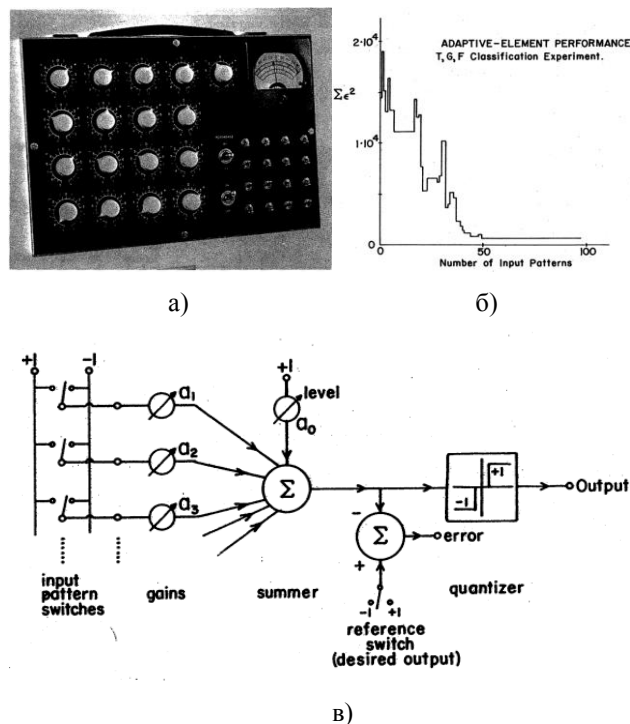 ADAPTIVE-ELEMENT PERFORMANCE
T, G, F Classification Experiment.
2·10⁴
Σε²
1·10⁴
0
0 50 100
Number of Input Patterns
а) б)
+1 -1
+1
level
a₀
a₁
a₂
a₃
Σ
+1
-1
Output
-
Σ
error
+
-1 +1
input
pattern
switches
gains
summer
quantizer
reference
switch
(desired output)
в)